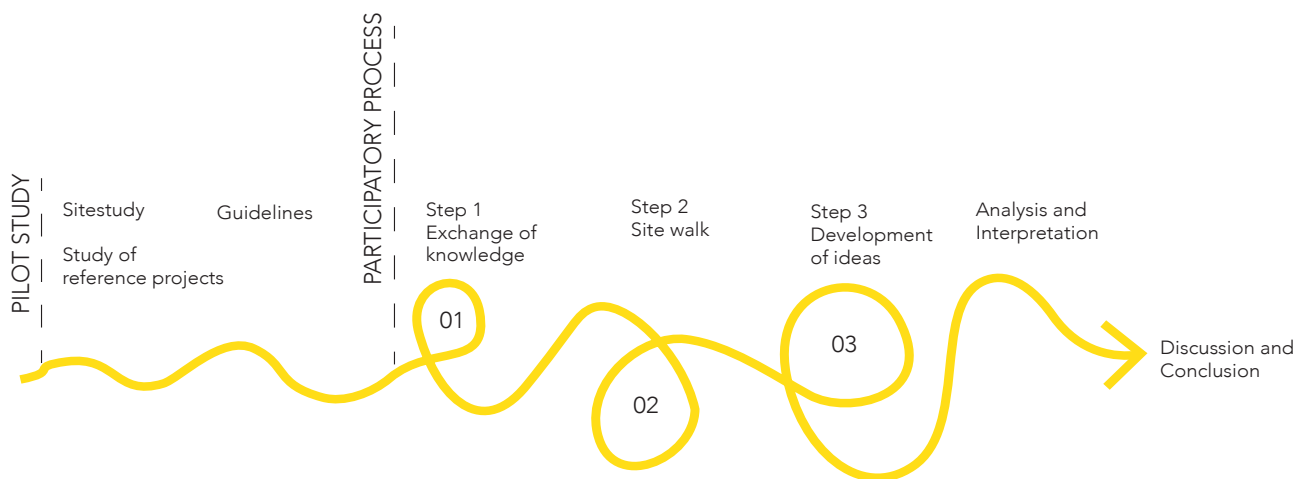 PILOT STUDY
Sitestudy
Study of
reference projects
Guidelines
PARTICIPATORY PROCESS
Step 1
Exchange of
knowledge
01
Step 2
Site walk
02
Step 3
Development
of ideas
03
Analysis and
Interpretation
Discussion and
Conclusion